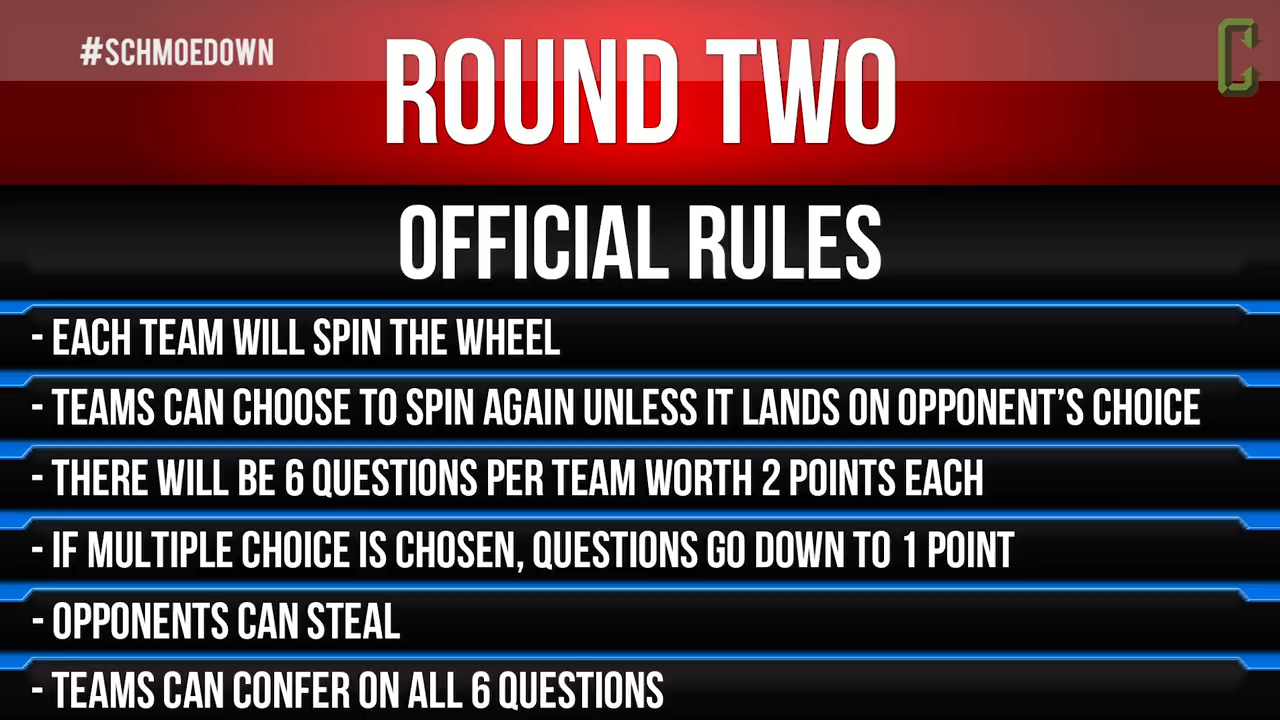 #SCHMOEDOWN
ROUND TWO
OFFICIAL RULES
- EACH TEAM WILL SPIN THE WHEEL
- TEAMS CAN CHOOSE TO SPIN AGAIN UNLESS IT LANDS ON OPPONENT'S CHOICE
- THERE WILL BE 6 QUESTIONS PER TEAM WORTH 2 POINTS EACH
- IF MULTIPLE CHOICE IS CHOSEN, QUESTIONS GO DOWN TO 1 POINT
- OPPONENTS CAN STEAL
- TEAMS CAN CONFER ON ALL 6 QUESTIONS